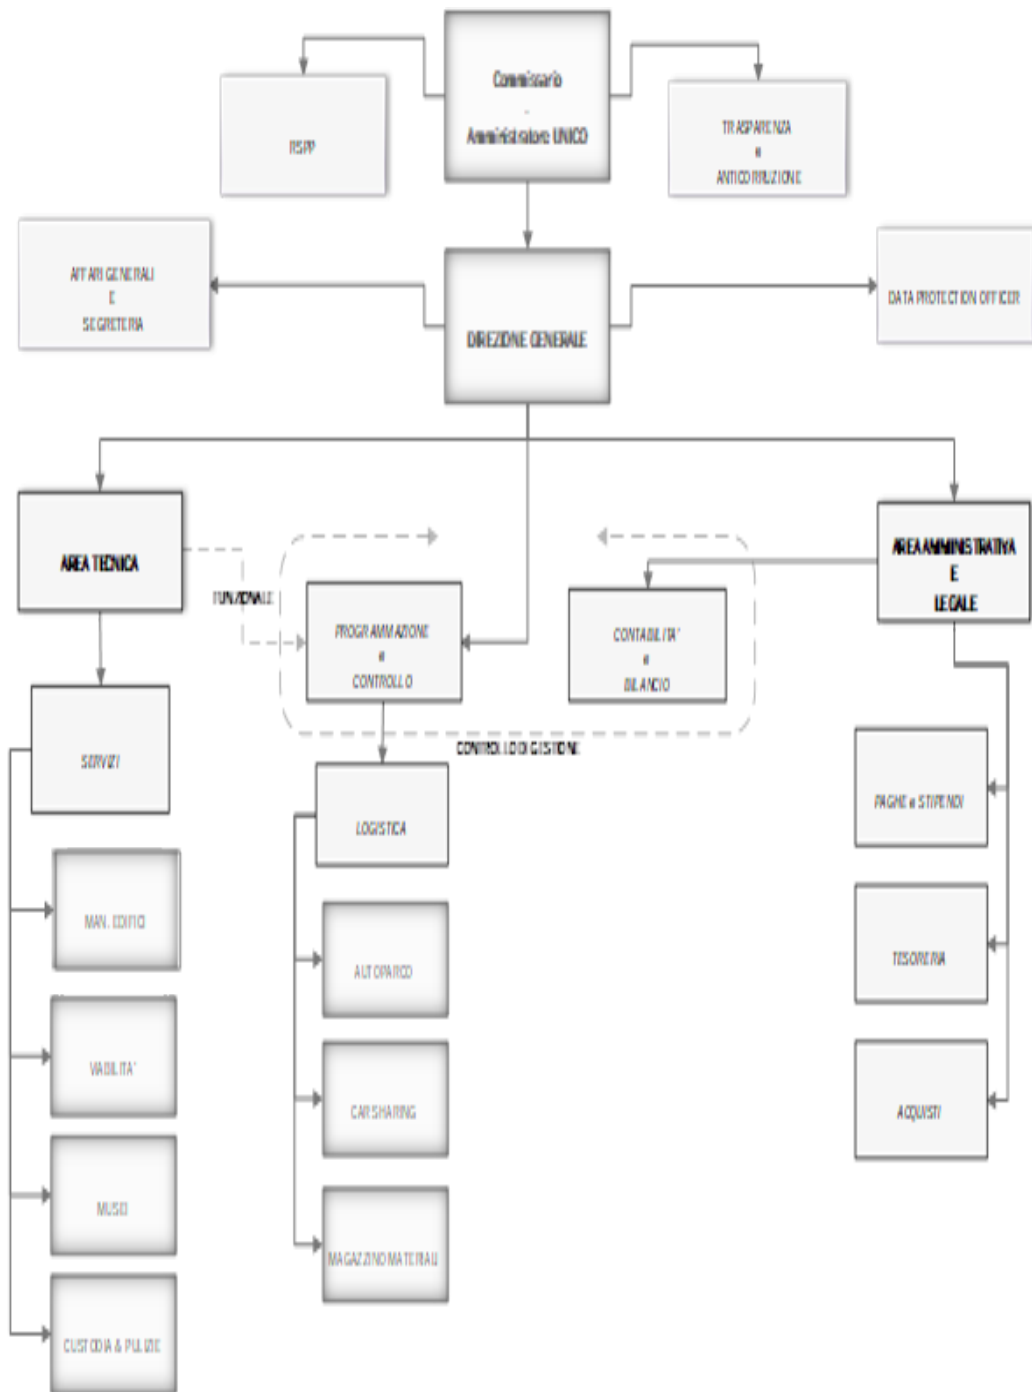 Commissario
-
Amministratore UNICO
RSPP
TRASPARENZA
e
ANTICORRUZIONE
AFFARI GENERALI
E
SEGRETERIA
DIREZIONE GENERALE
DATA PROTECTION OFFICER
AREA TECNICA
AREA AMMINISTRATIVA
E
LEGALE
FUNZIONALE
PROGRAMMAZIONE
e
CONTROLLO
CONTABILITA'
e
BILANCIO
CONTROLLO DI GESTIONE
SERVIZI
LOGISTICA
PAGHE e STIPENDI
MAN. EDIFICI
AUTOPARCO
TESORERIA
VIABILITA'
CAR SHARING
ACQUISTI
MUSEI
MAGAZZINO MATERIALI
CUSTODIA & PULIZIE